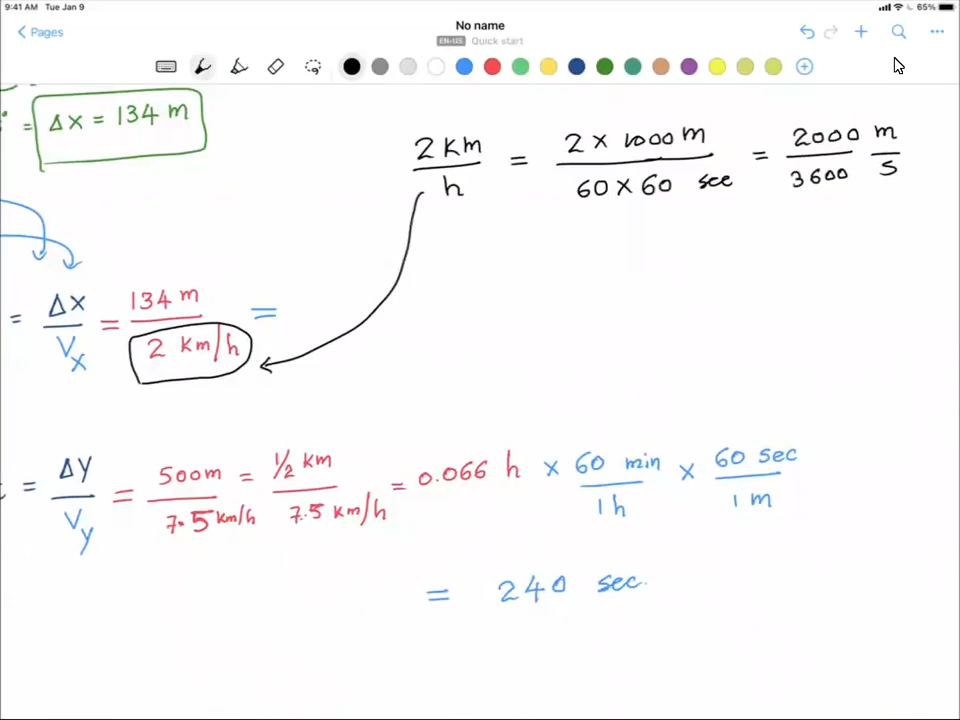 9:41 AM Tue Jan 9
65%
Pages
No name
EN-US Quick start
= Δx = 134 m
2 Km / h = 2 x 1000 m / 60 x 60 sec = 2000 / 3600 m / s
= Δx / Vx = 134 m / 2 Km/h =
= Δy / Vy = 500m / 7.5 km/h = 1/2 km / 7.5 km/h = 0.066 h x 60 min / 1 h x 60 sec / 1 m
= 240 sec.